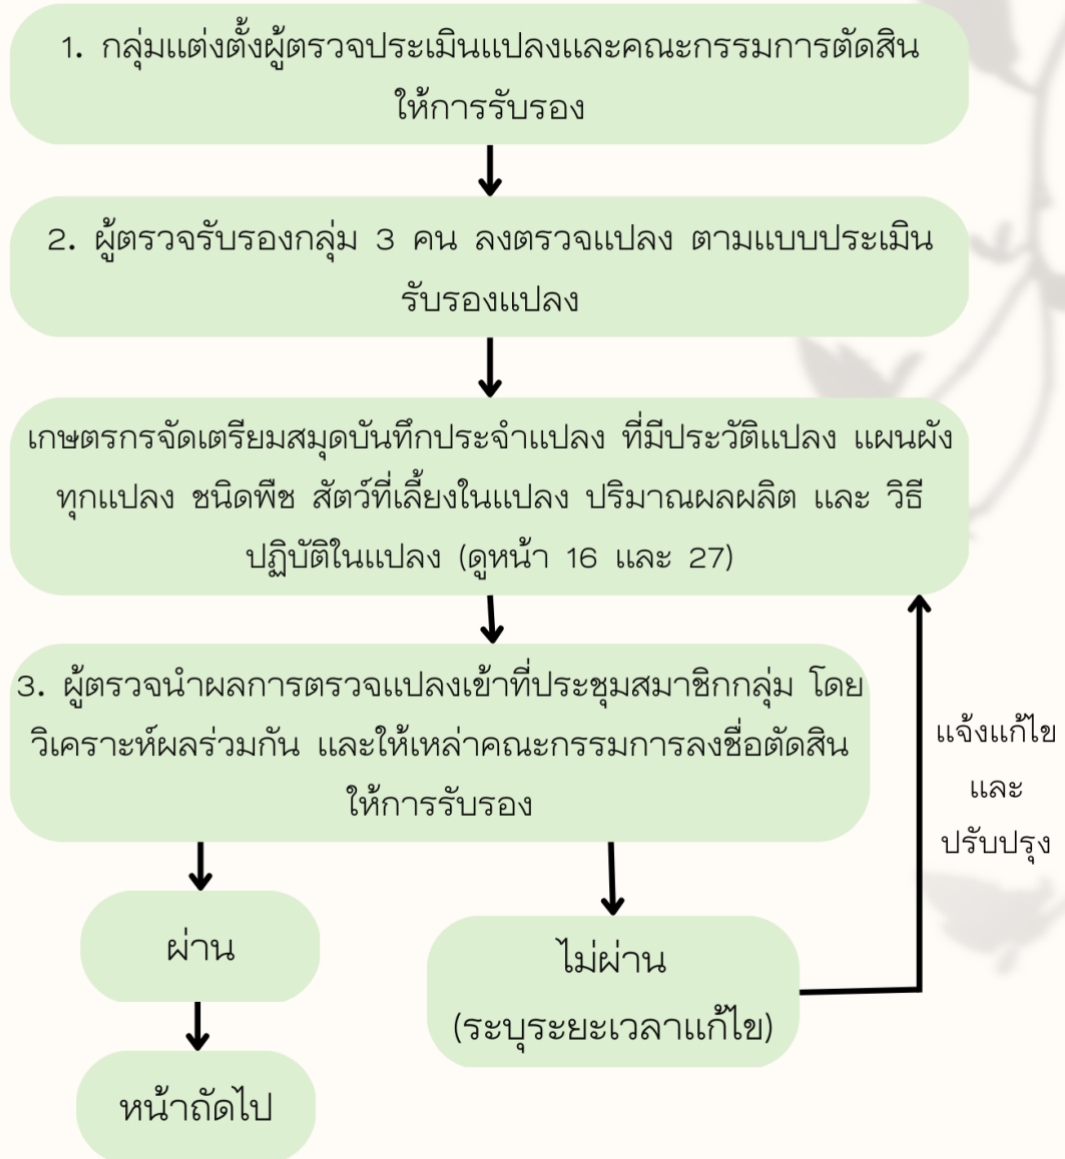 1. กลุ่มแต่งตั้งผู้ตรวจประเมินแปลงและคณะกรรมการตัดสิน
ให้การรับรอง
2. ผู้ตรวจรับรองกลุ่ม 3 คน ลงตรวจแปลง ตามแบบประเมิน
รับรองแปลง
เกษตรกรจัดเตรียมสมุดบันทึกประจำแปลง ที่มีประวัติแปลง แผนผัง
ทุกแปลง ชนิดพืช สัตว์ที่เลี้ยงในแปลง ปริมาณผลผลิต และ วิธี
ปฏิบัติในแปลง (ดูหน้า 16 และ 27)
3. ผู้ตรวจนำผลการตรวจแปลงเข้าที่ประชุมสมาชิกกลุ่ม โดย
วิเคราะห์ผลร่วมกัน และให้เหล่าคณะกรรมการลงชื่อตัดสิน
ให้การรับรอง
แจ้งแก้ไข
และ
ปรับปรุง
ผ่าน
ไม่ผ่าน
(ระบุระยะเวลาแก้ไข)
หน้าถัดไป